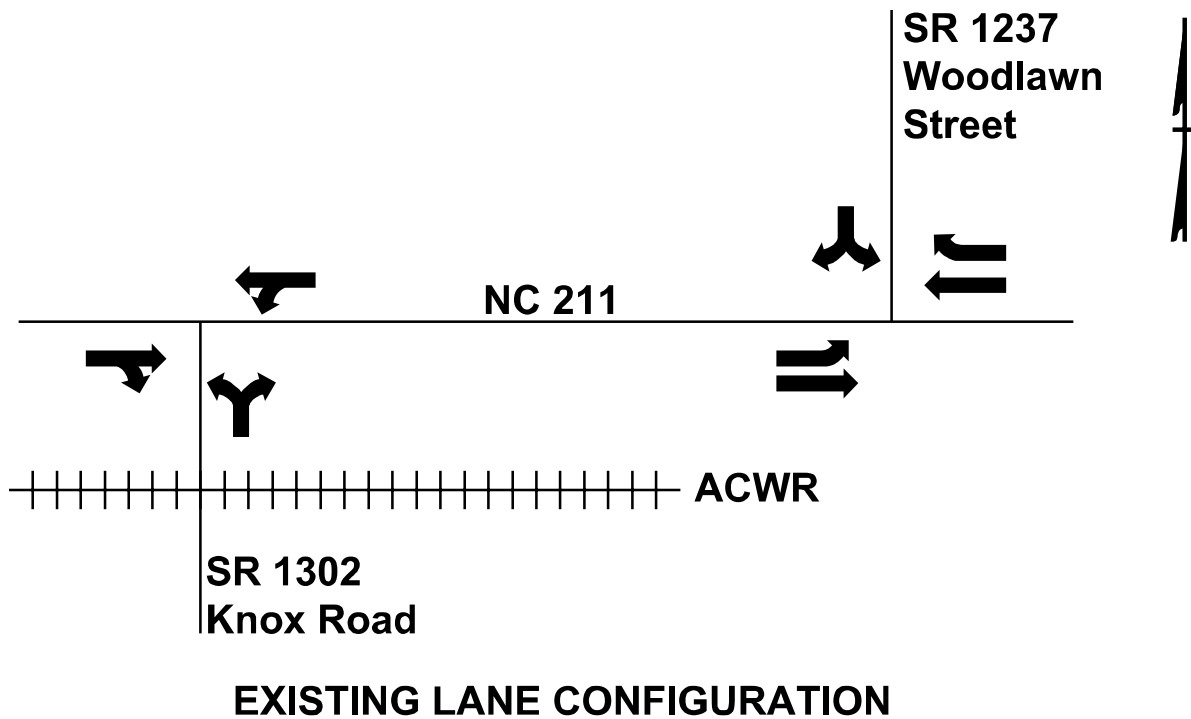 SR 1237
Woodlawn
Street
NC 211
ACWR
SR 1302
Knox Road
EXISTING LANE CONFIGURATION